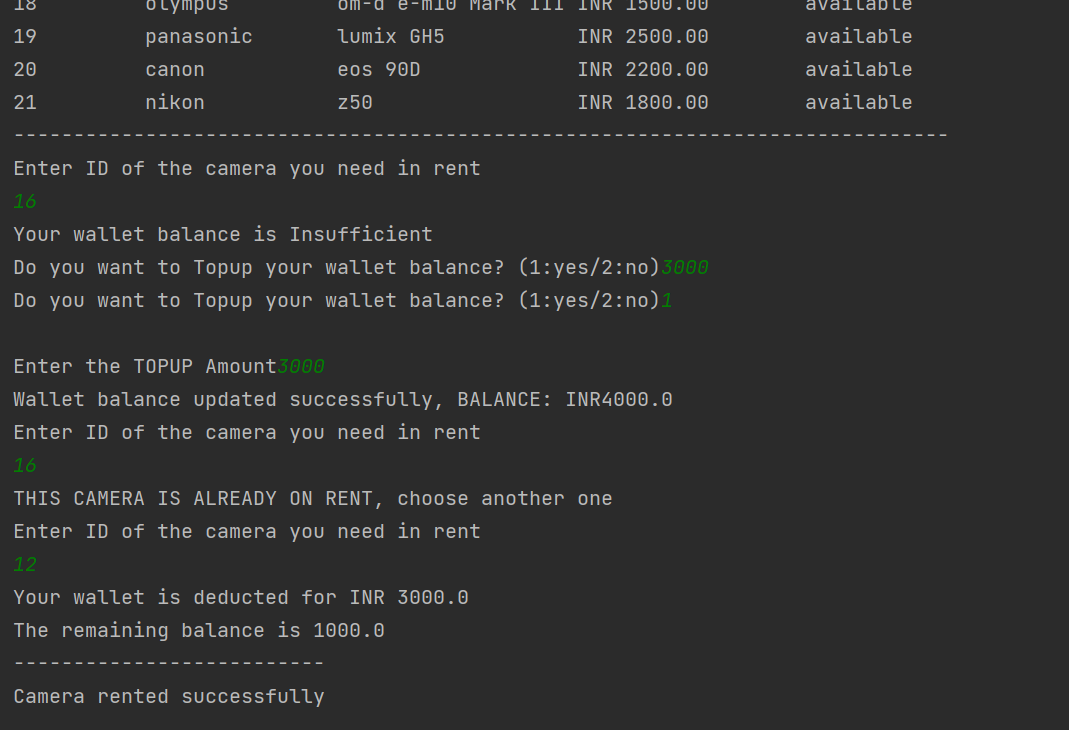 18 olympus om-d e-m10 Mark III INR 1500.00 available
19 panasonic lumix GH5 INR 2500.00 available
20 canon eos 90D INR 2200.00 available
21 nikon z50 INR 1800.00 available
------------------------------------------------------------------------------
Enter ID of the camera you need in rent
16
Your wallet balance is Insufficient
Do you want to Topup your wallet balance? (1:yes/2:no)3000
Do you want to Topup your wallet balance? (1:yes/2:no)1
Enter the TOPUP Amount3000
Wallet balance updated successfully, BALANCE: INR4000.0
Enter ID of the camera you need in rent
16
THIS CAMERA IS ALREADY ON RENT, choose another one
Enter ID of the camera you need in rent
12
Your wallet is deducted for INR 3000.0
The remaining balance is 1000.0
--------------------------
Camera rented successfully